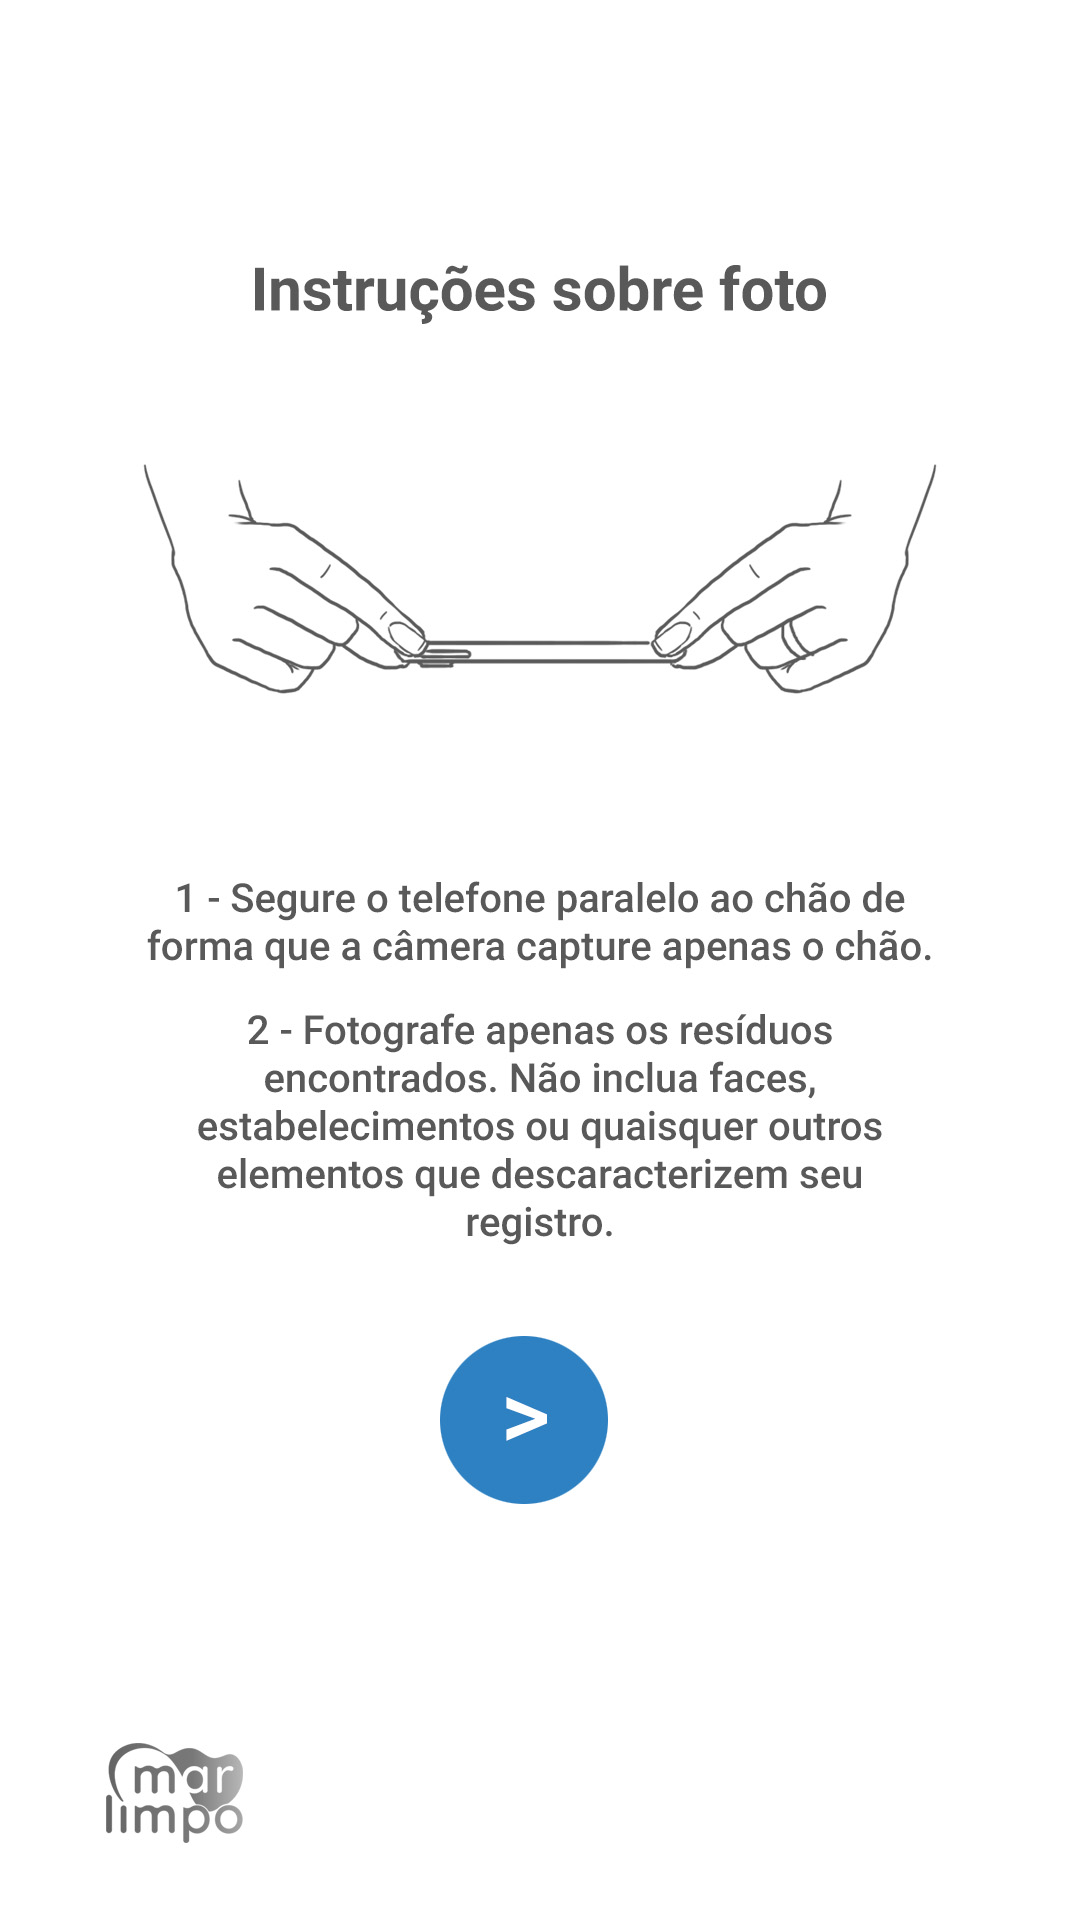 Instruções sobre foto
1 - Segure o telefone paralelo ao chão de
forma que a câmera capture apenas o chão.
2 - Fotografe apenas os resíduos
encontrados. Não inclua faces,
estabelecimentos ou quaisquer outros
elementos que descaracterizem seu
registro.
>
mar
limpo